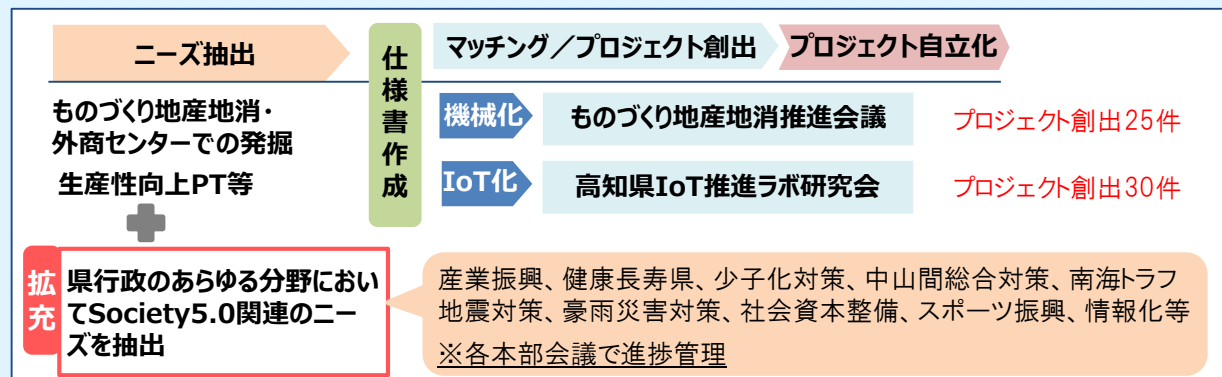 ニーズ抽出
仕様書作成
マッチング／プロジェクト創出
プロジェクト自立化
ものづくり地産地消・
外商センターでの発掘
生産性向上PT等
機械化
ものづくり地産地消推進会議
プロジェクト創出25件
IoT化
高知県IoT推進ラボ研究会
プロジェクト創出30件
拡充
県行政のあらゆる分野におい
てSociety5.0関連のニー
ズを抽出
産業振興、健康長寿県、少子化対策、中山間総合対策、南海トラフ
地震対策、豪雨災害対策、社会資本整備、スポーツ振興、情報化等
※各本部会議で進捗管理